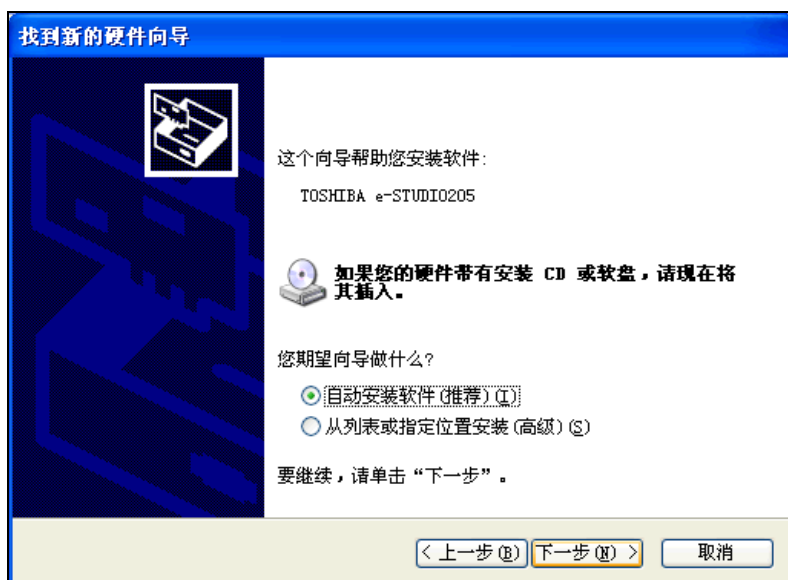 找到新的硬件向导
这个向导帮助您安装软件:
TOSHIBA e-STUDIO205
如果您的硬件带有安装 CD 或软盘，请现在将
其插入。
您期望向导做什么?
自动安装软件(推荐)(I)
从列表或指定位置安装(高级)(S)
要继续，请单击“下一步”。
< 上一步(B) 下一步(N) > 取消